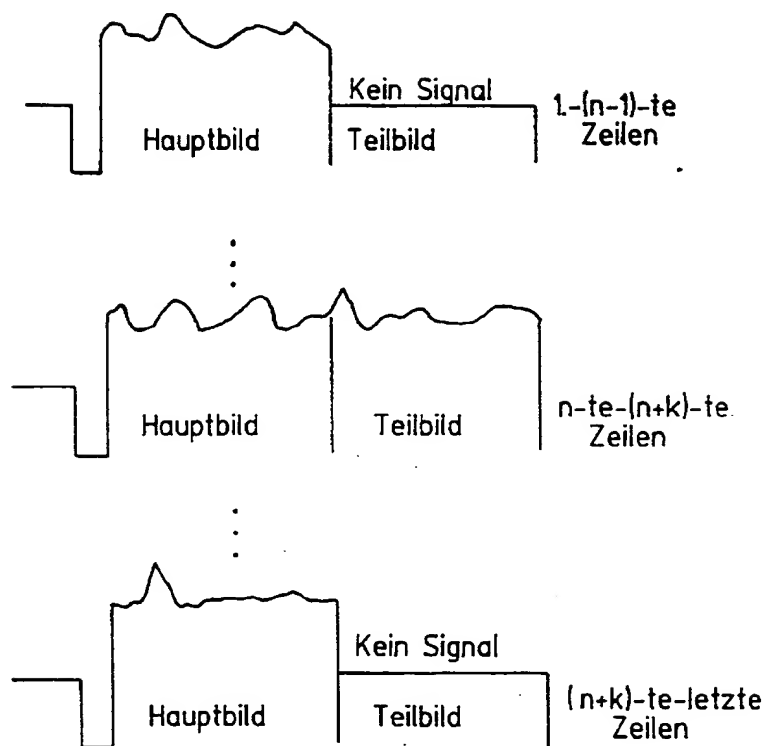 Kein Signal
1.-(n-1)-te
Zeilen
Hauptbild
Teilbild
n-te-(n+k)-te
Zeilen
Hauptbild
Teilbild
Kein Signal
(n+k)-te-letzte
Zeilen
Hauptbild
Teilbild